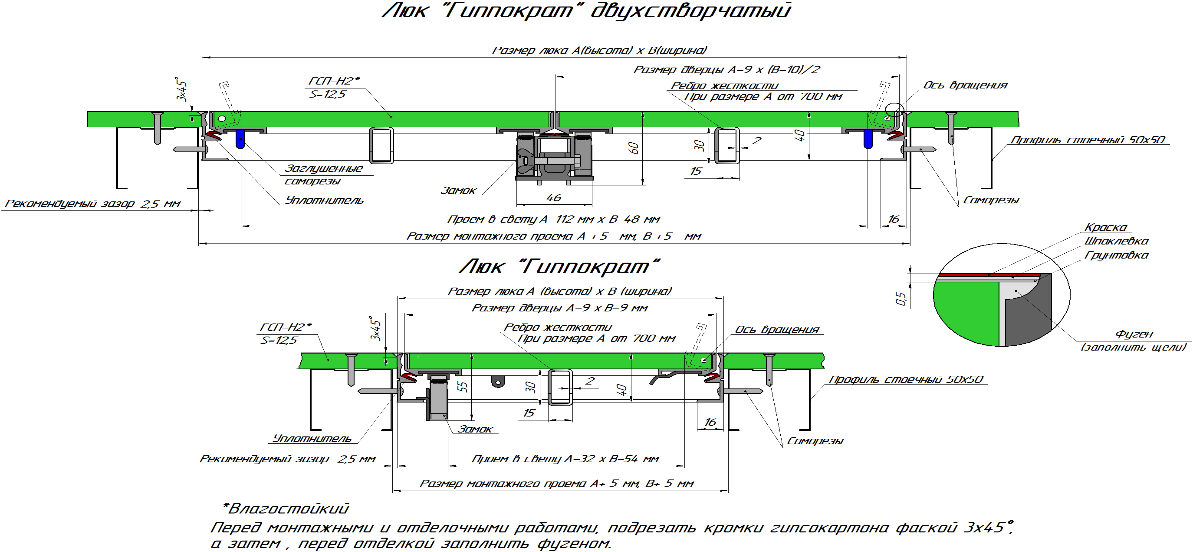 Люк "Гиппократ" двухстворчатый
Размер люка А(высота) х В(ширина)
Размер дверцы А-9 х (В-10)/2
3х45°
ГСП-Н2*
S-12,5
Ребро жесткости
При размере А от 700 мм
Ось вращения
60
30
2
40
15
Профиль стоечный 50х50
Заглушенные
саморезы
Замок
Уплотнитель
46
16
Саморезы
Рекомендуемый зазор 2,5 мм
Проем в свету А 112 мм х В 48 мм
Размер монтажного проема А +5 мм, В +5 мм
Краска
Шпаклевка
Грунтовка
0,5
Фуген
(заполнить щели)
Люк "Гиппократ"
Размер люка А (высота) х В (ширина)
Размер дверцы А-9 х В-9 мм
ГСП-Н2*
S-12,5
3х45°
Ребро жесткости
При размере А от 700 мм
Ось вращения
55
30
2
40
15
16
Профиль стоечный 50х50
Уплотнитель
Замок
Саморезы
Рекомендуемый зазор 2,5 мм
Прием в свету А-32 х В-54 мм
Размер монтажного проема А+ 5 мм, В+ 5 мм
*Влагостойкий
Перед монтажными и отделочными работами, подрезать кромки гипсокартона фаской 3х45°,
а затем , перед отделкой заполнить фугеном.